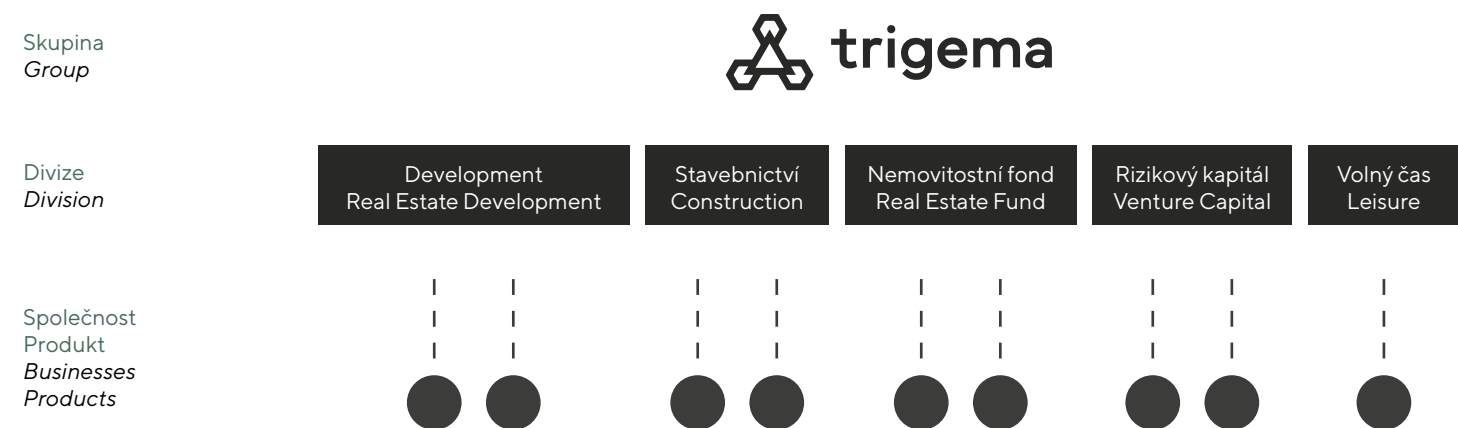 Skupina
Group
trigema
Divize
Division
Development
Real Estate Development
Stavebnictví
Construction
Nemovitostní fond
Real Estate Fund
Rizikový kapitál
Venture Capital
Volný čas
Leisure
Společnost
Produkt
Businesses
Products